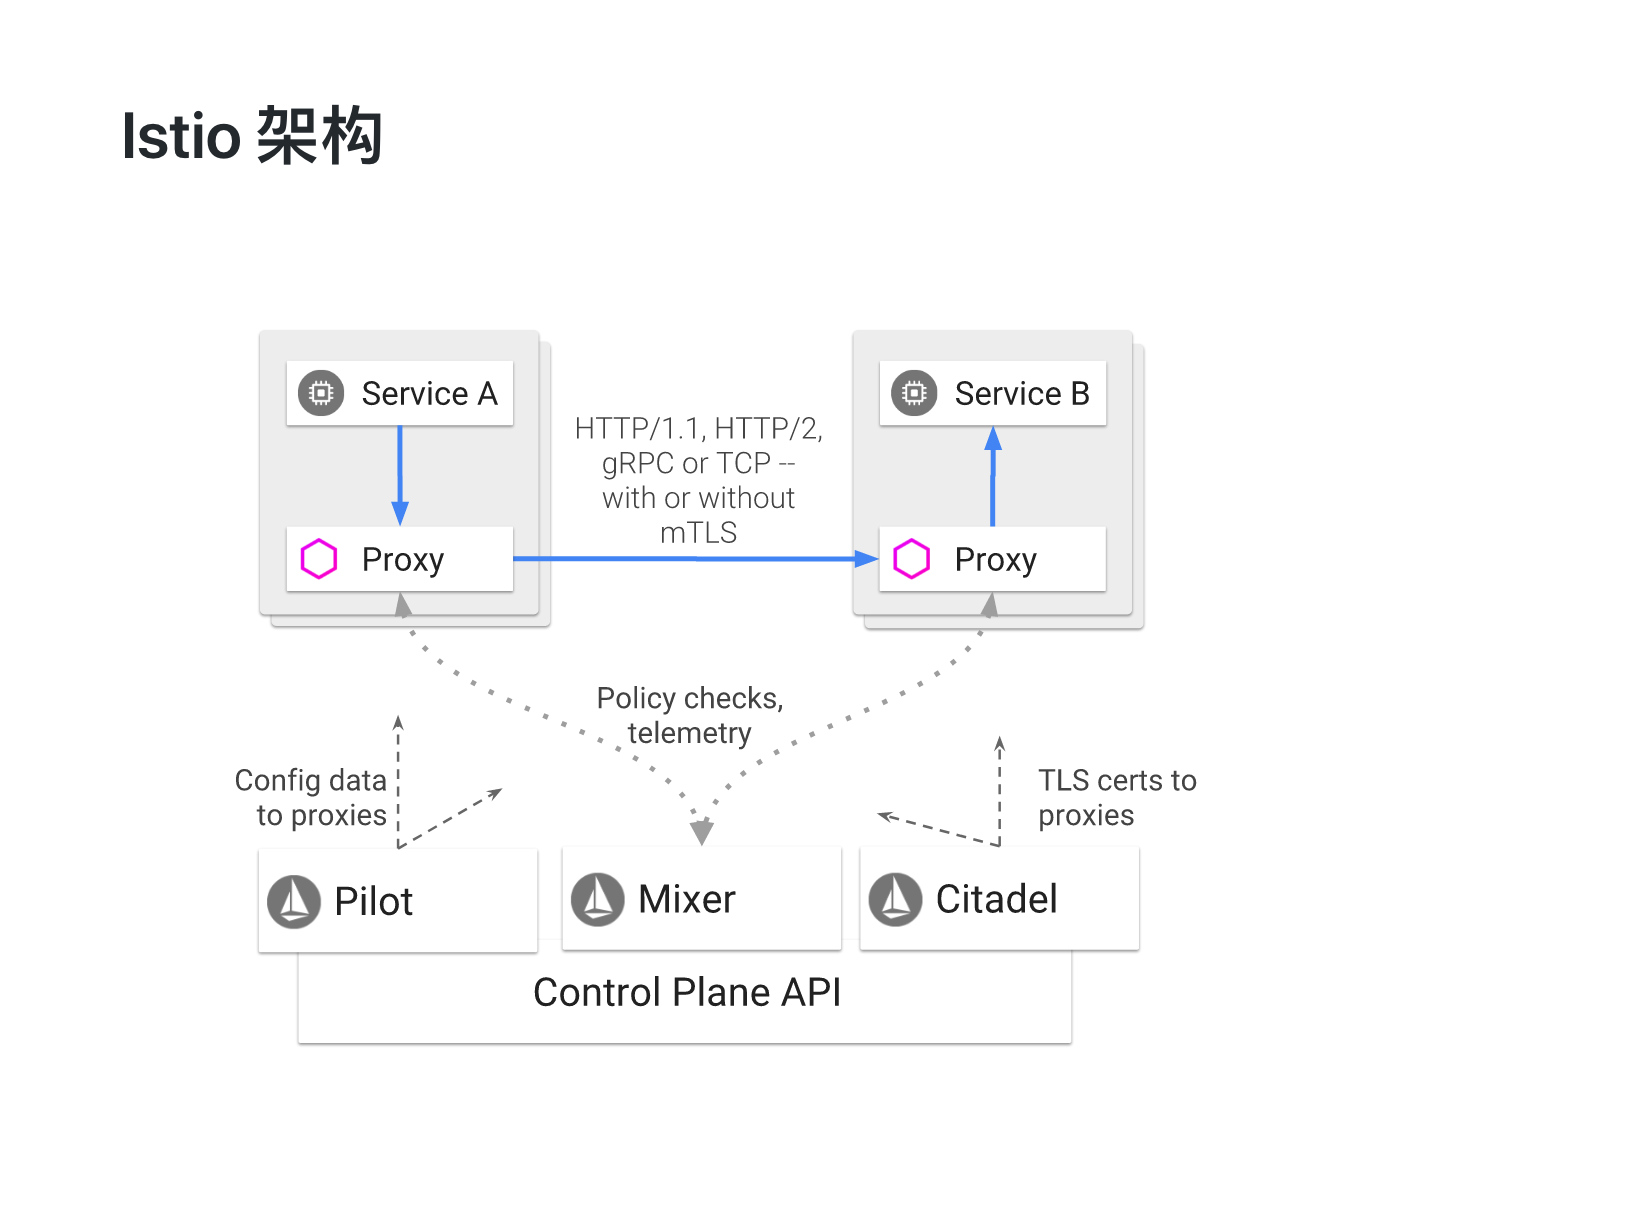 Istio 架构
Service A
Service B
HTTP/1.1, HTTP/2,
gRPC or TCP --
with or without
mTLS
Proxy
Proxy
Policy checks,
telemetry
Config data
to proxies
TLS certs to
proxies
Pilot
Mixer
Citadel
Control Plane API